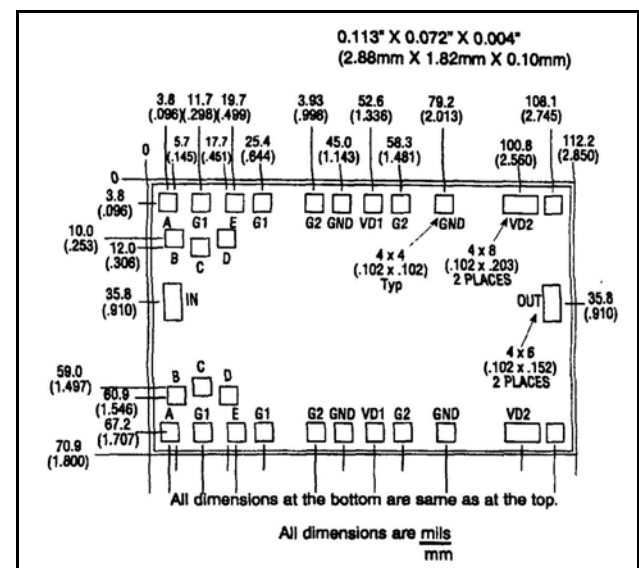 0.113" X 0.072" X 0.004"
(2.88mm X 1.82mm X 0.10mm)
3.8 11.7 19.7 3.93 52.6 79.2 108.1
(.096) (.298) (.499) (.998) (1.336) (2.013) (2.745)
0 5.7 17.7 25.4 45.0 58.3 100.8 112.2
(.145) (.451) (.644) (1.143) (1.481) (2.560) (2.850)
0
3.8
(.096)
A G1 E G1 G2 GND VD1 G2 GND VD2
10.0
(.253)
12.0
(.306)
B C D
4 x 4
(.102 x .102)
Typ
4 x 8
(.102 x .203)
2 PLACES
35.8
(.910)
IN
OUT
35.8
(.910)
4 x 6
(.102 x .152)
2 PLACES
59.0
(1.497)
B C D
60.9
(1.546)
67.2
(1.707)
A G1 E G1 G2 GND VD1 G2 GND VD2
70.9
(1.800)
All dimensions at the bottom are same as at the top.
All dimensions are mils
mm